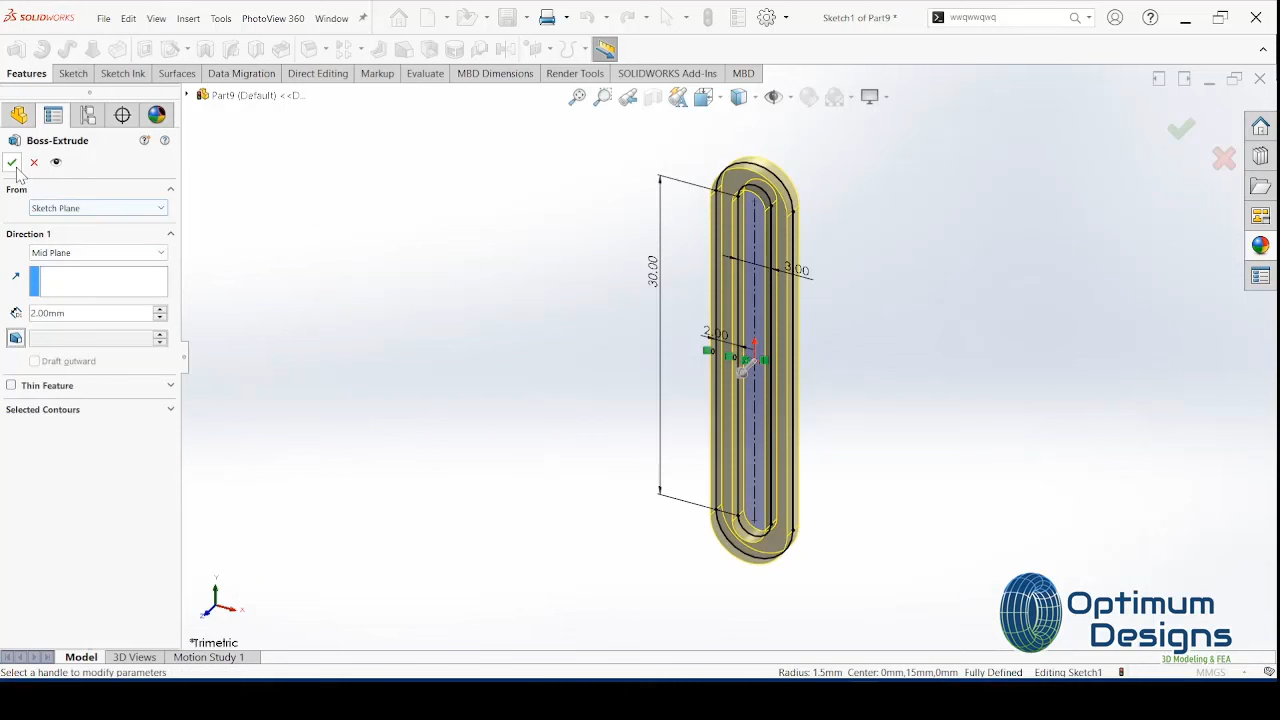 SOLIDWORKS File Edit View Insert Tools PhotoView 360 Window Sketch1 of Part9 * wwqwwqwq
Features Sketch Sketch Ink Surfaces Data Migration Direct Editing Markup Evaluate MBD Dimensions Render Tools SOLIDWORKS Add-Ins MBD
Part9 (Default) <<D...
Boss-Extrude
From
Sketch Plane
Direction 1
Mid Plane
2.00mm
Draft outward
Thin Feature
Selected Contours
30.00
3.00
2.00
Y
X
Z
*Trimetric
Optimum
Designs
3D Modeling & FEA
Model 3D Views Motion Study 1
Select a handle to modify parameters Radius: 1.5mm Center: 0mm,15mm,0mm Fully Defined Editing Sketch1 MMGS